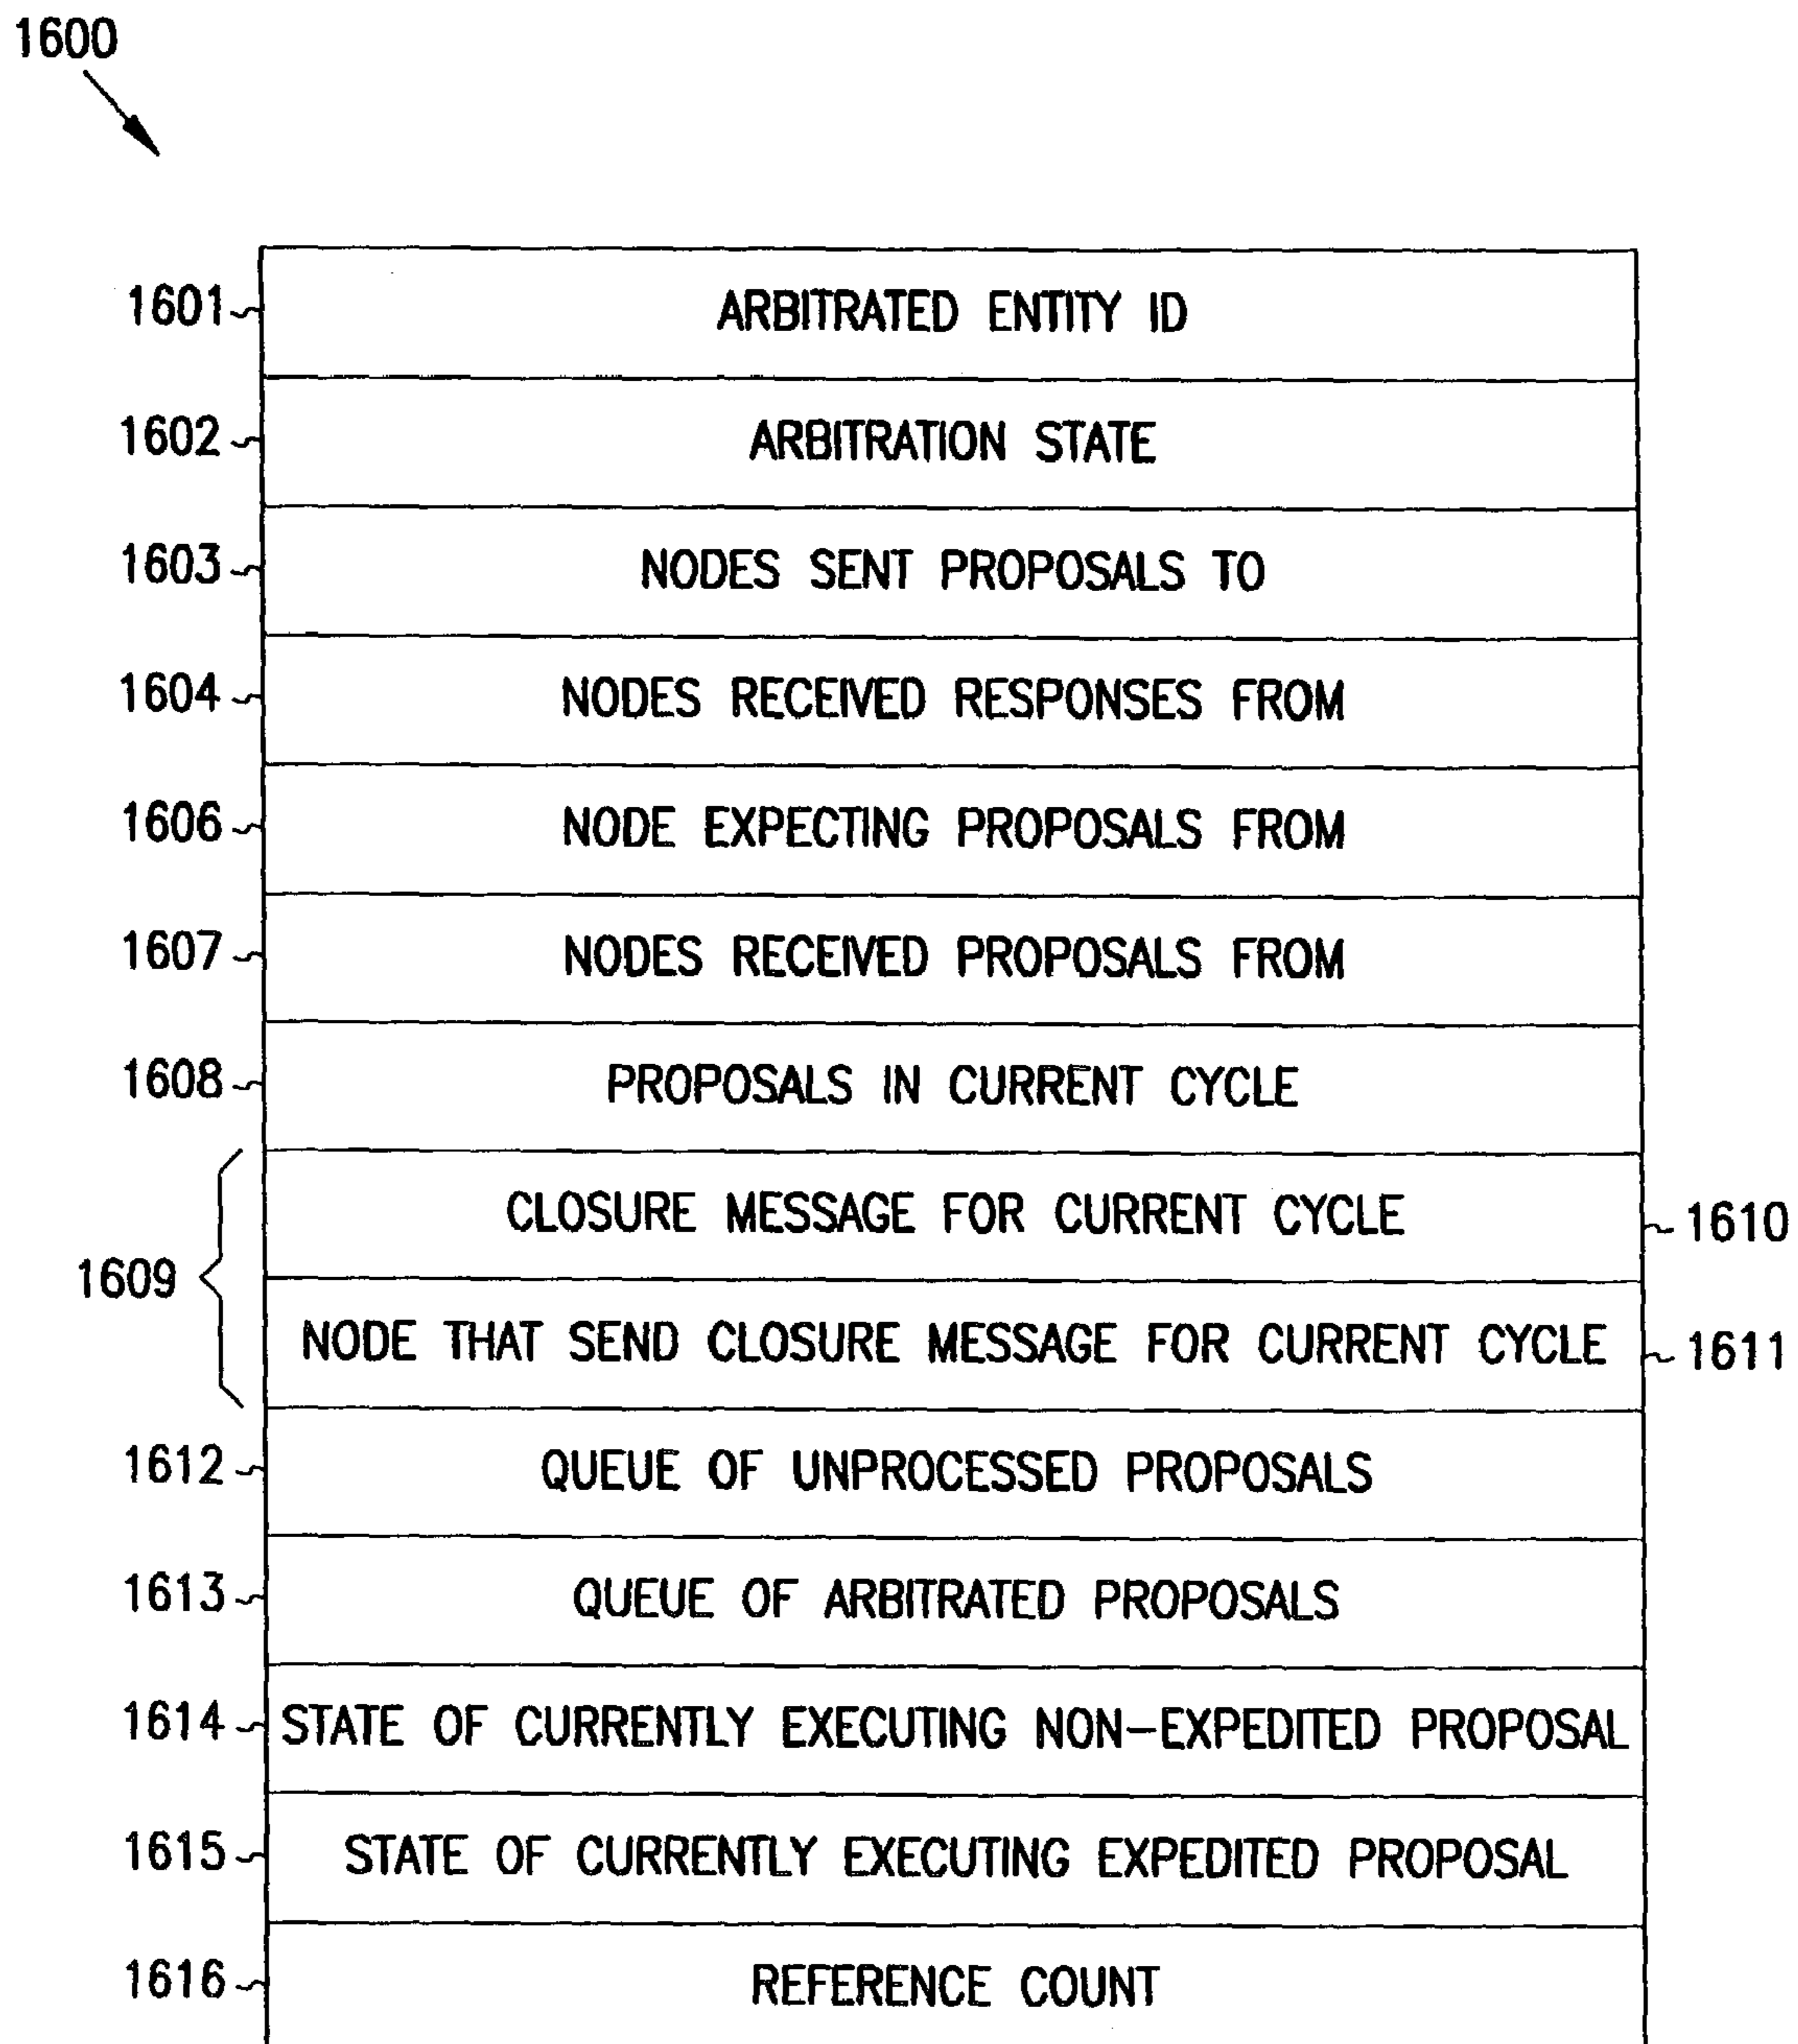 1600
1601 ARBITRATED ENTITY ID
1602 ARBITRATION STATE
1603 NODES SENT PROPOSALS TO
1604 NODES RECEIVED RESPONSES FROM
1606 NODE EXPECTING PROPOSALS FROM
1607 NODES RECEIVED PROPOSALS FROM
1608 PROPOSALS IN CURRENT CYCLE
CLOSURE MESSAGE FOR CURRENT CYCLE 1610
1609
NODE THAT SEND CLOSURE MESSAGE FOR CURRENT CYCLE 1611
1612 QUEUE OF UNPROCESSED PROPOSALS
1613 QUEUE OF ARBITRATED PROPOSALS
1614 STATE OF CURRENTLY EXECUTING NON-EXPEDITED PROPOSAL
1615 STATE OF CURRENTLY EXECUTING EXPEDITED PROPOSAL
1616 REFERENCE COUNT